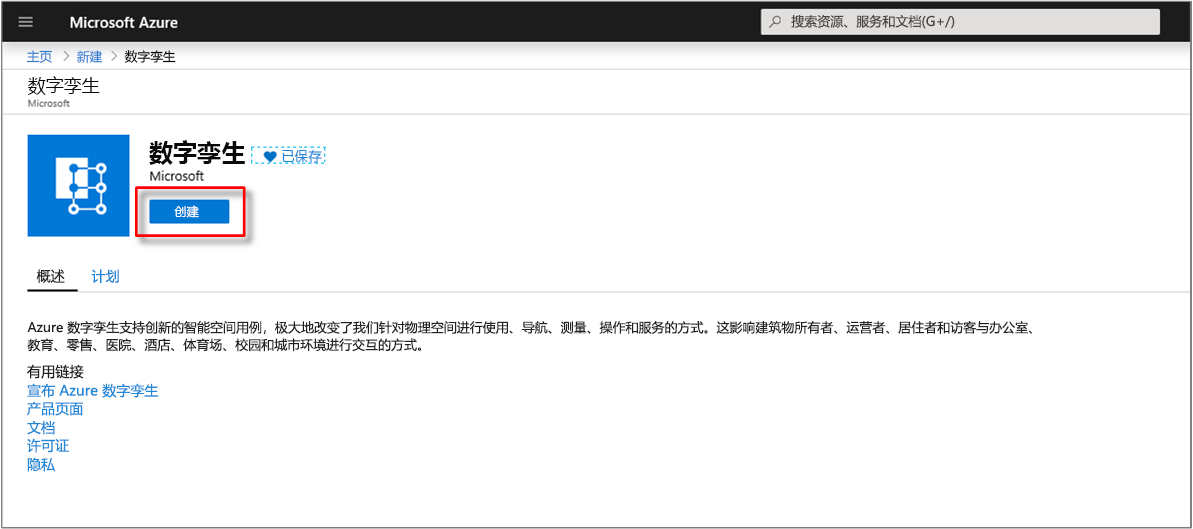 Microsoft Azure
搜索资源、服务和文档(G+/)
主页 > 新建 > 数字孪生
数字孪生
Microsoft
数字孪生 已保存
Microsoft
创建
概述 计划
Azure 数字孪生支持创新的智能空间用例，极大地改变了我们针对物理空间进行使用、导航、测量、操作和服务的方式。这影响建筑物所有者、运营者、居住者和访客与办公室、
教育、零售、医院、酒店、体育场、校园和城市环境进行交互的方式。
有用链接
宣布 Azure 数字孪生
产品页面
文档
许可证
隐私